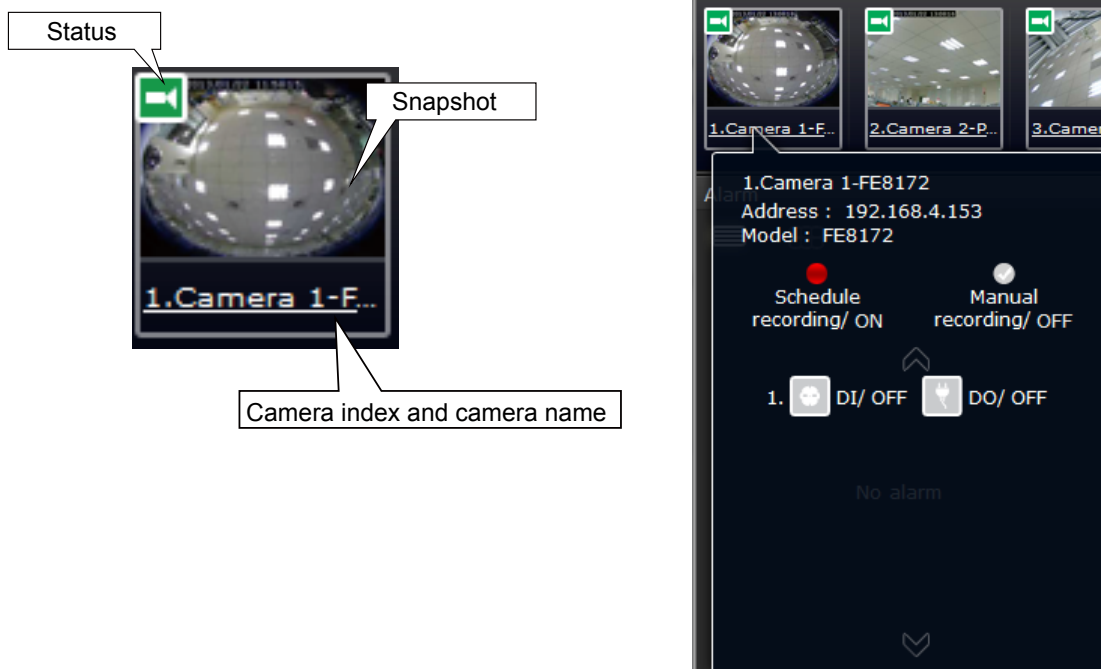 Status
Snapshot
1.Camera 1-F...
Camera index and camera name
1.Camera 1-F...
2.Camera 2-P...
3.Camer
1.Camera 1-FE8172
Alarm
Address : 192.168.4.153
Model : FE8172
Schedule
recording/ ON
Manual
recording/ OFF
1. DI/ OFF DO/ OFF
No alarm